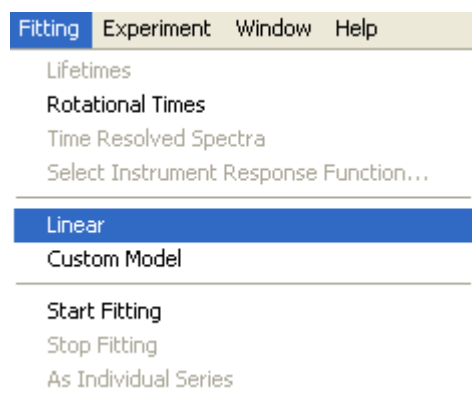 Fitting Experiment Window Help
Lifetimes
Rotational Times
Time Resolved Spectra
Select Instrument Response Function...
Linear
Custom Model
Start Fitting
Stop Fitting
As Individual Series